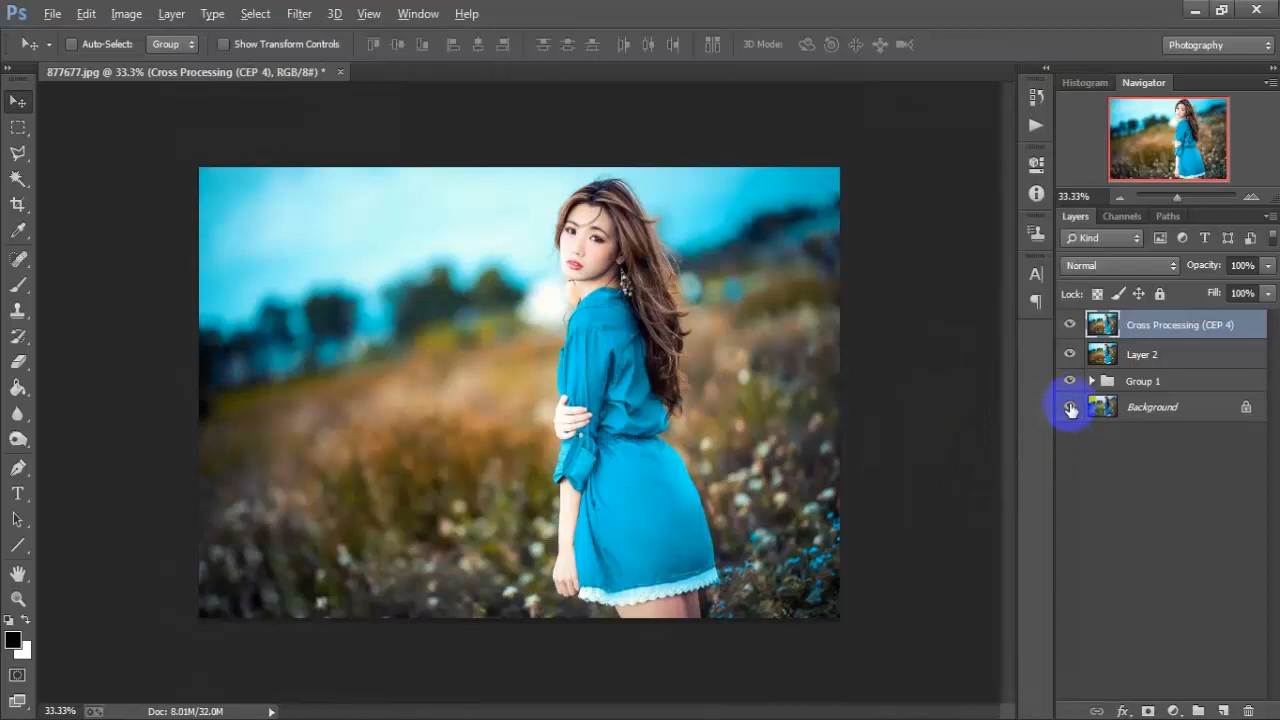 Ps File Edit Image Layer Type Select Filter 3D View Window Help
Auto-Select: Group Show Transform Controls 3D Mode: Photography
877677.jpg @ 33.3% (Cross Processing (CEP 4), RGB/8#) * ×
Histogram Navigator
33.33%
Layers Channels Paths
Kind T
Normal Opacity: 100%
Lock: Fill: 100%
Cross Processing (CEP 4)
Layer 2
Group 1
Background
A
T
33.33% Doc: 8.01M/32.0M
fx